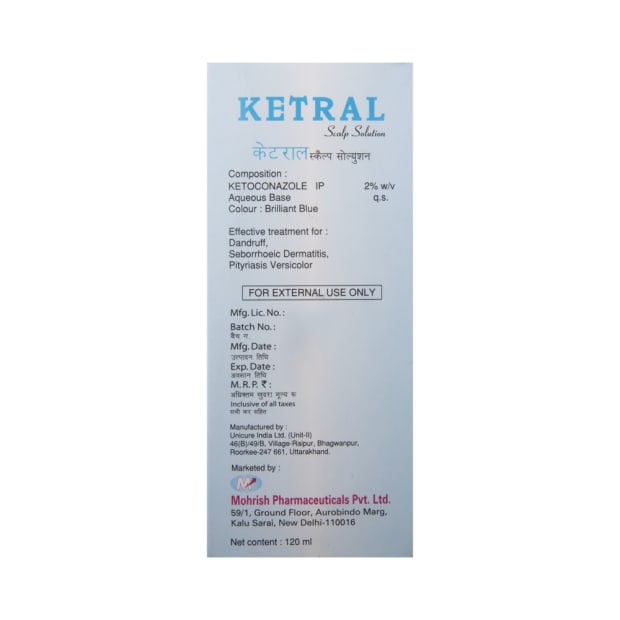 KETRAL
Scalp Solution
केटराल स्कैल्प सोल्युशन
Composition :
KETOCONAZOLE IP 2% w/v
Aqueous Base q.s.
Colour : Brilliant Blue
Effective treatment for :
Dandruff,
Seborrhoeic Dermatitis,
Pityriasis Versicolor
FOR EXTERNAL USE ONLY
Mfg. Lic. No. :
Batch No. :
बैच न.
Mfg. Date :
उत्पादन तिथि
Exp. Date :
अवसान तिथि
M. R. P. ₹ :
अधिकतम खुदरा मूल्य रू
Inclusive of all taxes
सभी कर सहित
Manufactured by :
Unicure India Ltd. (Unit-II)
46(B)/49/B, Village-Raipur, Bhagwanpur,
Roorkee-247 661, Uttarakhand.
Marketed by :
M
Mohrish Pharmaceuticals Pvt. Ltd.
59/1, Ground Floor, Aurobindo Marg,
Kalu Sarai, New Delhi-110016
Net content : 120 ml